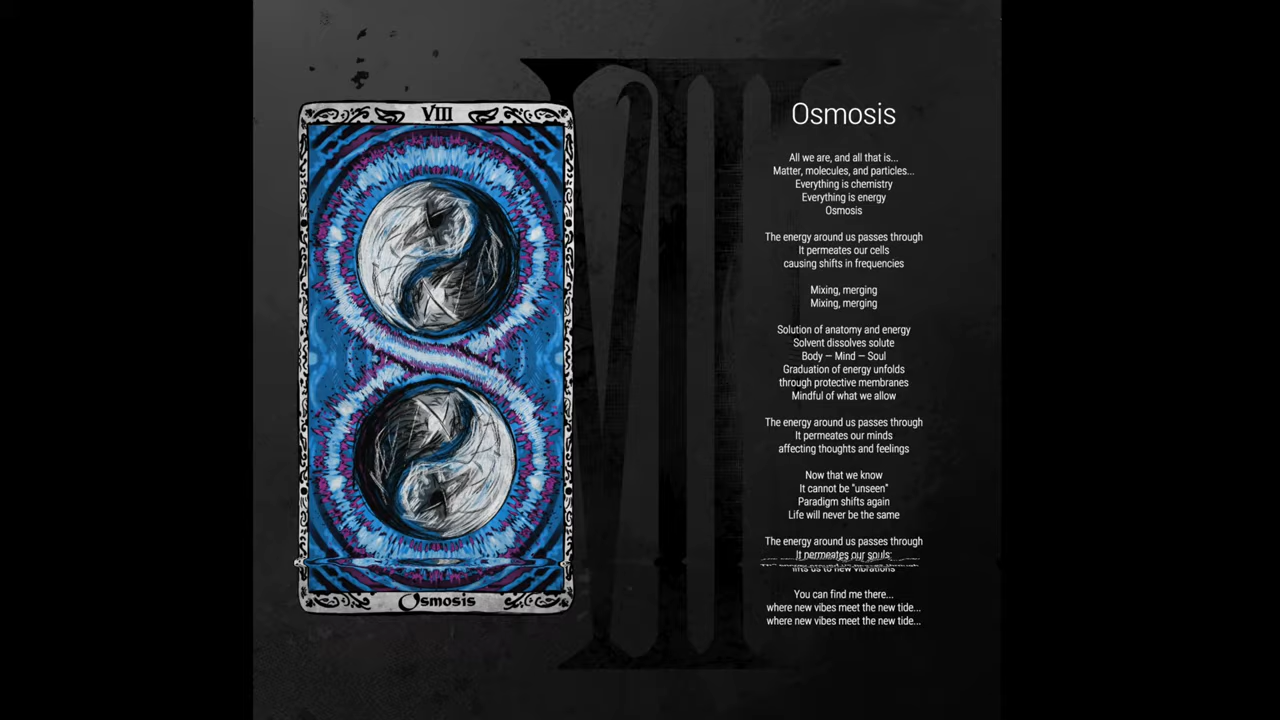 VIII
Osmosis
Osmosis
All we are, and all that is...
Matter, molecules, and particles...
Everything is chemistry
Everything is energy
Osmosis
The energy around us passes through
It permeates our cells
causing shifts in frequencies
Mixing, merging
Mixing, merging
Solution of anatomy and energy
Solvent dissolves solute
Body – Mind – Soul
Graduation of energy unfolds
through protective membranes
Mindful of what we allow
The energy around us passes through
It permeates our minds
affecting thoughts and feelings
Now that we know
It cannot be "unseen"
Paradigm shifts again
Life will never be the same
The energy around us passes through
It permeates our souls:
lifts us to new vibrations
You can find me there...
where new vibes meet the new tide...
where new vibes meet the new tide...